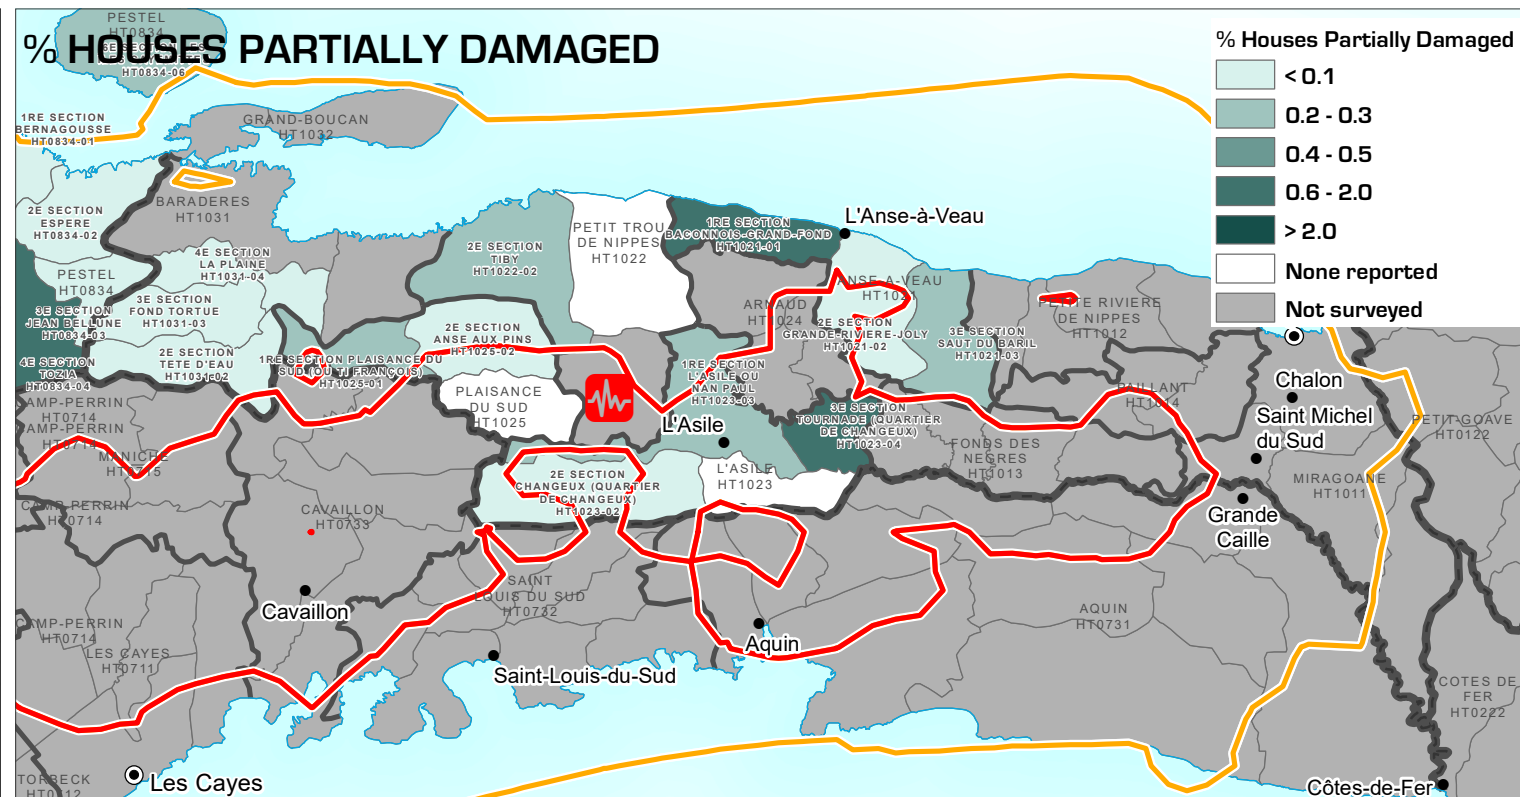 % HOUSES PARTIALLY DAMAGED
% Houses Partially Damaged
< 0.1
0.2 - 0.3
0.4 - 0.5
0.6 - 2.0
> 2.0
None reported
Not surveyed
PESTEL
HT0834
HT0834-06
1RE SECTION
BERNAGOUSSE
HT0834-01
GRAND-BOUCAN
HT1032
BARADERES
HT1031
2E SECTION
ESPERE
HT0834-02
4E SECTION
LA PLAINE
HT1031-04
PESTEL
HT0834
3E SECTION
JEAN BELLUNE
HT0834-03
3E SECTION
FOND TORTUE
HT1031-03
4E SECTION
TOZIA
HT0834-04
2E SECTION
TETE D'EAU
HT1031-02
2E SECTION
TIBY
HT1022-02
PETIT TROU
DE NIPPES
HT1022
1RE SECTION
BACONNOIS-GRAND-FOND
HT1021-01
L'Anse-à-Veau
ANSE-A-VEAU
HT1021
ARNAUD
HT1024
2E SECTION
GRANDE-RIVIERE-JOLY
HT1021-02
3E SECTION
SAUT DU BARIL
HT1021-03
PETITE RIVIERE
DE NIPPES
HT1012
2E SECTION
ANSE AUX PINS
HT1025-02
1RE SECTION PLAISANCE DU
SUD (OU TI FRANÇOIS)
HT1025-01
PLAISANCE
DU SUD
HT1025
1RE SECTION
L'ASILE OU
NAN PAUL
HT1023-03
L'Asile
3E SECTION
TOURNADE (QUARTIER
DE CHANGEUX)
HT1023-04
L'ASILE
HT1023
2E SECTION
CHANGEUX (QUARTIER
DE CHANGEUX)
HT1023-02
FONDS DES
NEGRES
HT1013
PAILLANT
HT1014
Chalon
Saint Michel
du Sud
PETIT-GOAVE
HT0122
MIRAGOANE
HT1011
Grande
Caille
CAMP-PERRIN
HT0714
CAMP-PERRIN
HT0714
MANICHE
HT0715
CAMP-PERRIN
HT0714
CAVAILLON
HT0733
Cavaillon
SAINT
LOUIS DU SUD
HT0732
AQUIN
HT0731
Aquin
Saint-Louis-du-Sud
CAMP-PERRIN
HT0714
LES CAYES
HT0711
COTES DE
FER
HT0222
TORBECK
HT0812
Les Cayes
Côtes-de-Fer